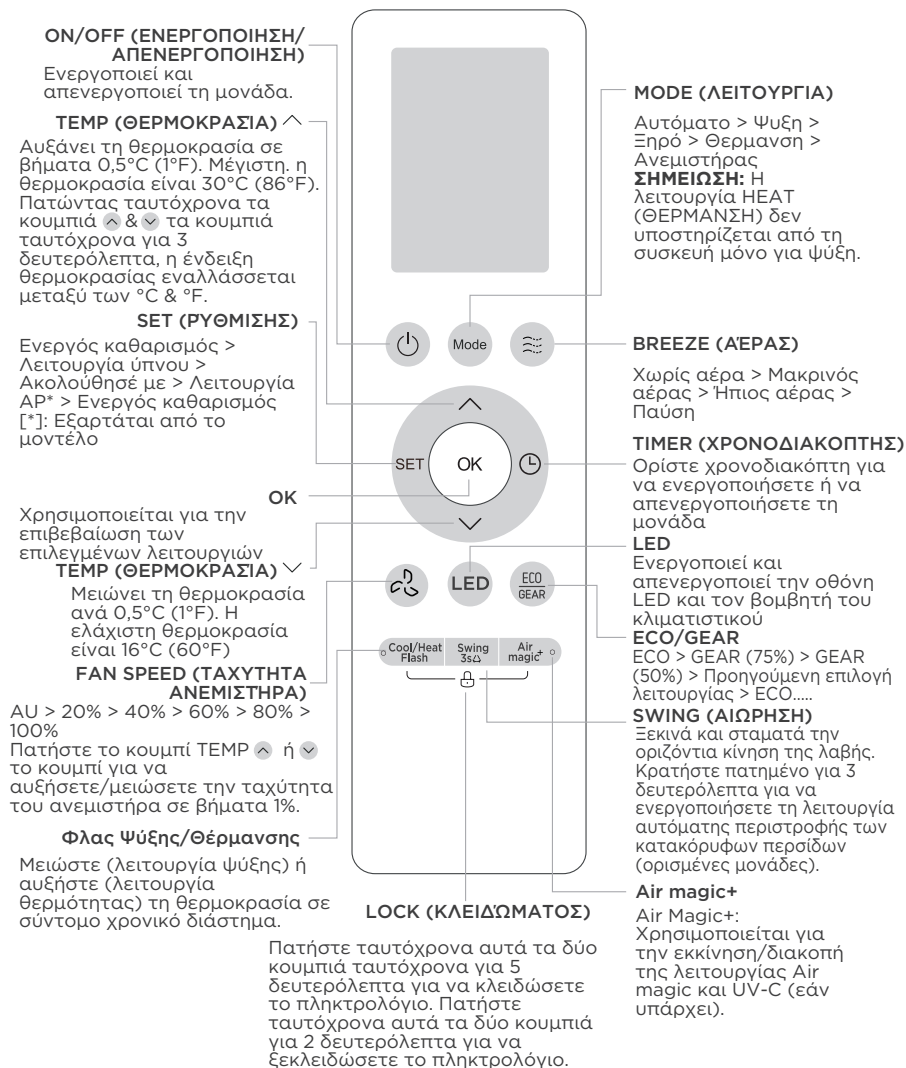 ON/OFF (ΕΝΕΡΓΟΠΟΙΗΣΗ/
ΑΠΕΝΕΡΓΟΠΟΙΗΣΗ)
Ενεργοποιεί και
απενεργοποιεί τη μονάδα.
TEMP (ΘΕΡΜΟΚΡΑΣΊΑ)
Αυξάνει τη θερμοκρασία σε
βήματα 0,5°C (1°F). Μέγιστη. η
θερμοκρασία είναι 30°C (86°F).
Πατώντας ταυτόχρονα τα
κουμπιά & τα κουμπιά
ταυτόχρονα για 3
δευτερόλεπτα, η ένδειξη
θερμοκρασίας εναλλάσσεται
μεταξύ των °C & °F.
SET (ΡΎΘΜΙΣΗΣ)
Ενεργός καθαρισμός >
Λειτουργία ύπνου >
Ακολούθησέ με > Λειτουργία
AP* > Ενεργός καθαρισμός
[*]: Εξαρτάται από το
μοντέλο
OK
Χρησιμοποιείται για την
επιβεβαίωση των
επιλεγμένων λειτουργιών
TEMP (ΘΕΡΜΟΚΡΑΣΊΑ)
Μειώνει τη θερμοκρασία
ανά 0,5°C (1°F). Η
ελάχιστη θερμοκρασία
είναι 16°C (60°F)
FAN SPEED (ΤΑΧΥΤΗΤΑ
ΑΝΕΜΙΣΤΉΡΑ)
AU > 20% > 40% > 60% > 80% >
100%
Πατήστε το κουμπί TEMP ή
το κουμπί για να
αυξήσετε/μειώσετε την ταχύτητα
του ανεμιστήρα σε βήματα 1%.
Φλας Ψύξης/Θέρμανσης
Μειώστε (λειτουργία ψύξης) ή
αυξήστε (λειτουργία
θερμότητας) τη θερμοκρασία σε
σύντομο χρονικό διάστημα.
Mode
SET
OK
LED
ECO
GEAR
Cool/Heat
Flash
Swing
3s
Air
magic+
LOCK (ΚΛΕΙΔΏΜΑΤΟΣ)
Πατήστε ταυτόχρονα αυτά τα δύο
κουμπιά ταυτόχρονα για 5
δευτερόλεπτα για να κλειδώσετε
το πληκτρολόγιο. Πατήστε
ταυτόχρονα αυτά τα δύο κουμπιά
για 2 δευτερόλεπτα για να
ξεκλειδώσετε το πληκτρολόγιο.
MODE (ΛΕΙΤΟΥΡΓΙΑ)
Αυτόματο > Ψυξη >
Ξηρό > Θερμανση >
Ανεμιστήρας
ΣΗΜΕΙΩΣΗ: Η
λειτουργία HEAT
(ΘΕΡΜΑΝΣΗ) δεν
υποστηρίζεται από τη
συσκευή μόνο για ψύξη.
BREEZE (ΑΈΡΑΣ)
Χωρίς αέρα > Μακρινός
αέρας > Ήπιος αέρας >
Παύση
TIMER (ΧΡΟΝΟΔΙΑΚΟΠΤΗΣ)
Ορίστε χρονοδιακόπτη για
να ενεργοποιήσετε ή να
απενεργοποιήσετε τη
μονάδα
LED
Ενεργοποιεί και
απενεργοποιεί την οθόνη
LED και τον βομβητή του
κλιματιστικού
ECO/GEAR
ECO > GEAR (75%) > GEAR
(50%) > Προηγούμενη επιλογή
λειτουργίας > ECO.....
SWING (ΑΙΩΡΗΣΗ)
Ξεκινά και σταματά την
οριζόντια κίνηση της λαβής.
Κρατήστε πατημένο για 3
δευτερόλεπτα για να
ενεργοποιήσετε τη λειτουργία
αυτόματης περιστροφής των
κατακόρυφων περσίδων
(ορισμένες μονάδες).
Air magic+
Air Magic+:
Χρησιμοποιείται για
την εκκίνηση/διακοπή
της λειτουργίας Air
magic και UV-C (εάν
υπάρχει).